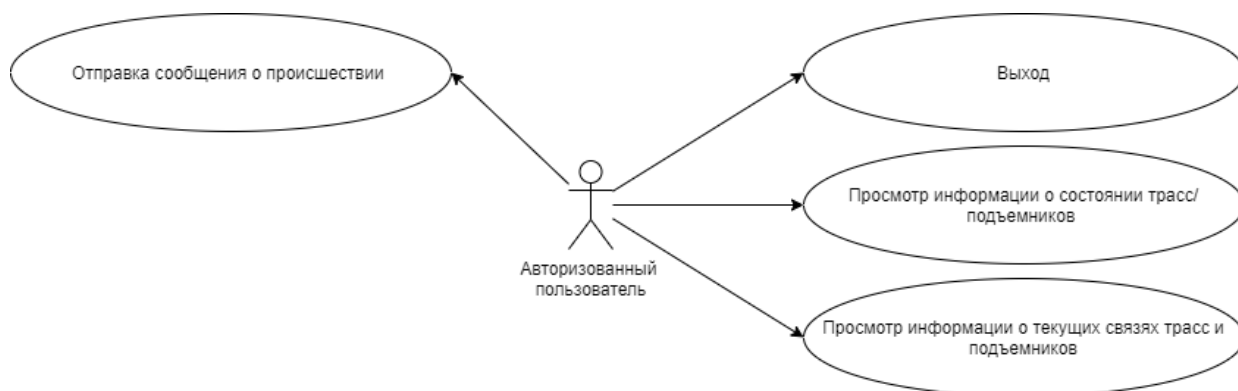 Отправка сообщения о происшествии
Выход
Просмотр информации о состоянии трасс/
подъемников
Авторизованный
пользователь
Просмотр информации о текущих связях трасс и
подъемников